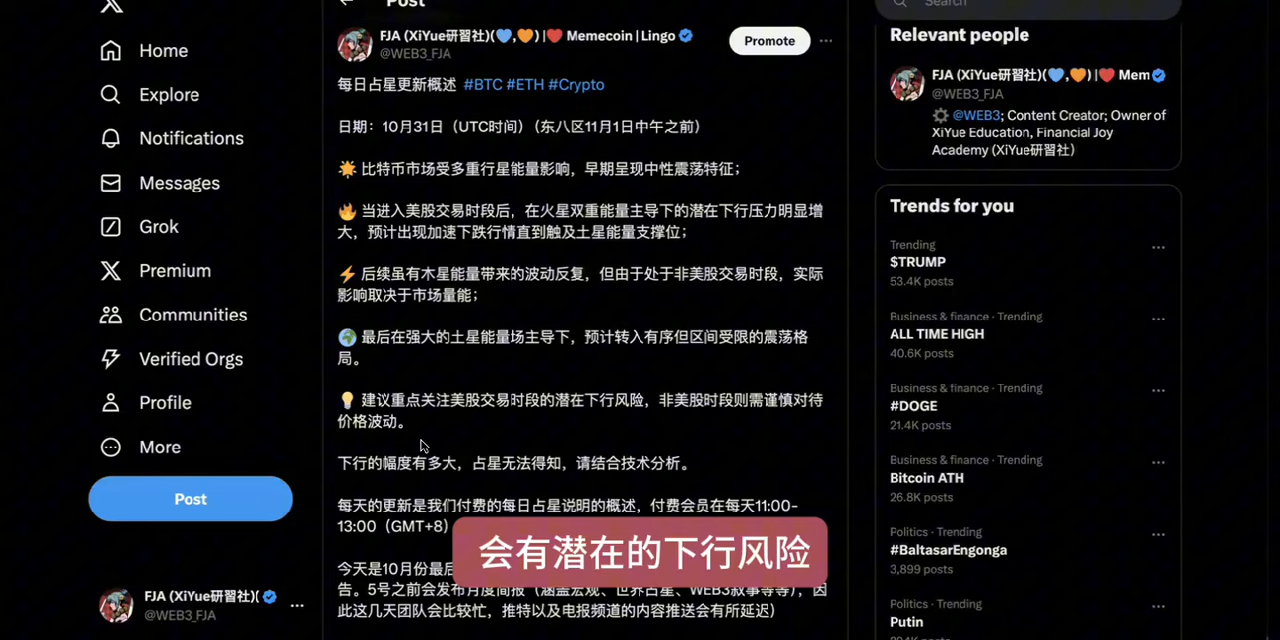 Home
Explore
Notifications
Messages
Grok
Premium
Communities
Verified Orgs
Profile
More
Post
FJA (XiYue研習社)(
@WEB3_FJA
Post
FJA (XiYue研習社)(💙,🧡) |❤️ Memecoin | Lingo
@WEB3_FJA
Promote
每日占星更新概述 #BTC #ETH #Crypto
日期：10月31日（UTC时间）（东八区11月1日中午之前）
🌟 比特币市场受多重行星能量影响，早期呈现中性震荡特征；
🔥 当进入美股交易时段后，在火星双重能量主导下的潜在下行压力明显增
大，预计出现加速下跌行情直到触及土星能量支撑位；
⚡ 后续虽有木星能量带来的波动反复，但由于处于非美股交易时段，实际
影响取决于市场量能；
🌍 最后在强大的土星能量场主导下，预计转入有序但区间受限的震荡格
局。
💡 建议重点关注美股交易时段的潜在下行风险，非美股时段则需谨慎对待
价格波动。
下行的幅度有多大，占星无法得知，请结合技术分析。
每天的更新是我们付费的每日占星说明的概述，付费会员在每天11:00-
13:00（GMT+8）
今天是10月份最后
告。5号之前会发布月度简报（涵盖宏观、世界占星、WEB3叙事等等），因
此这几天团队会比较忙，推特以及电报频道的内容推送会有所延迟）
会有潜在的下行风险
Search
Relevant people
FJA (XiYue研習社)(💙,🧡) |❤️ Mem
@WEB3_FJA
⚙️ @WEB3; Content Creator; Owner of
XiYue Education, Financial Joy
Academy (XiYue研習社)
Trends for you
Trending
$TRUMP
53.4K posts
Business & finance · Trending
ALL TIME HIGH
40.6K posts
Business & finance · Trending
#DOGE
21.4K posts
Business & finance · Trending
Bitcoin ATH
26.8K posts
Politics · Trending
#BaltasarEngonga
3,899 posts
Politics · Trending
Putin